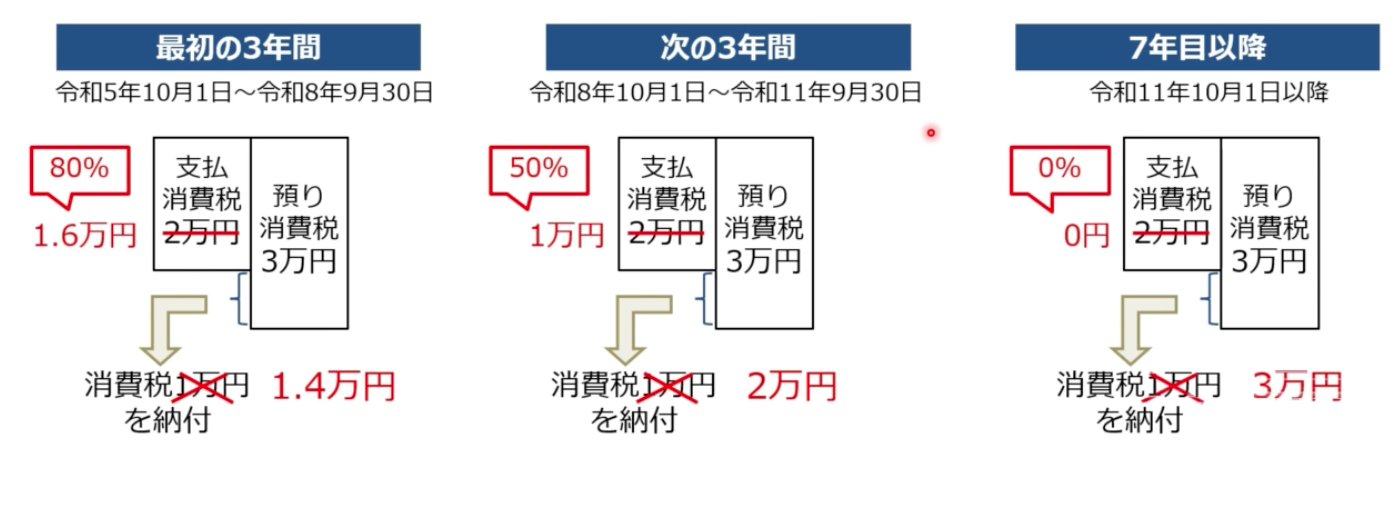 最初の3年間
令和5年10月1日～令和8年9月30日
80%
1.6万円
支払
消費税
2万円
預り
消費税
3万円
消費税1万円
1.4万円
を納付
次の3年間
令和8年10月1日～令和11年9月30日
50%
1万円
支払
消費税
2万円
預り
消費税
3万円
消費税1万円
2万円
を納付
7年目以降
令和11年10月1日以降
0%
0円
支払
消費税
2万円
預り
消費税
3万円
消費税1万円
3万円
を納付